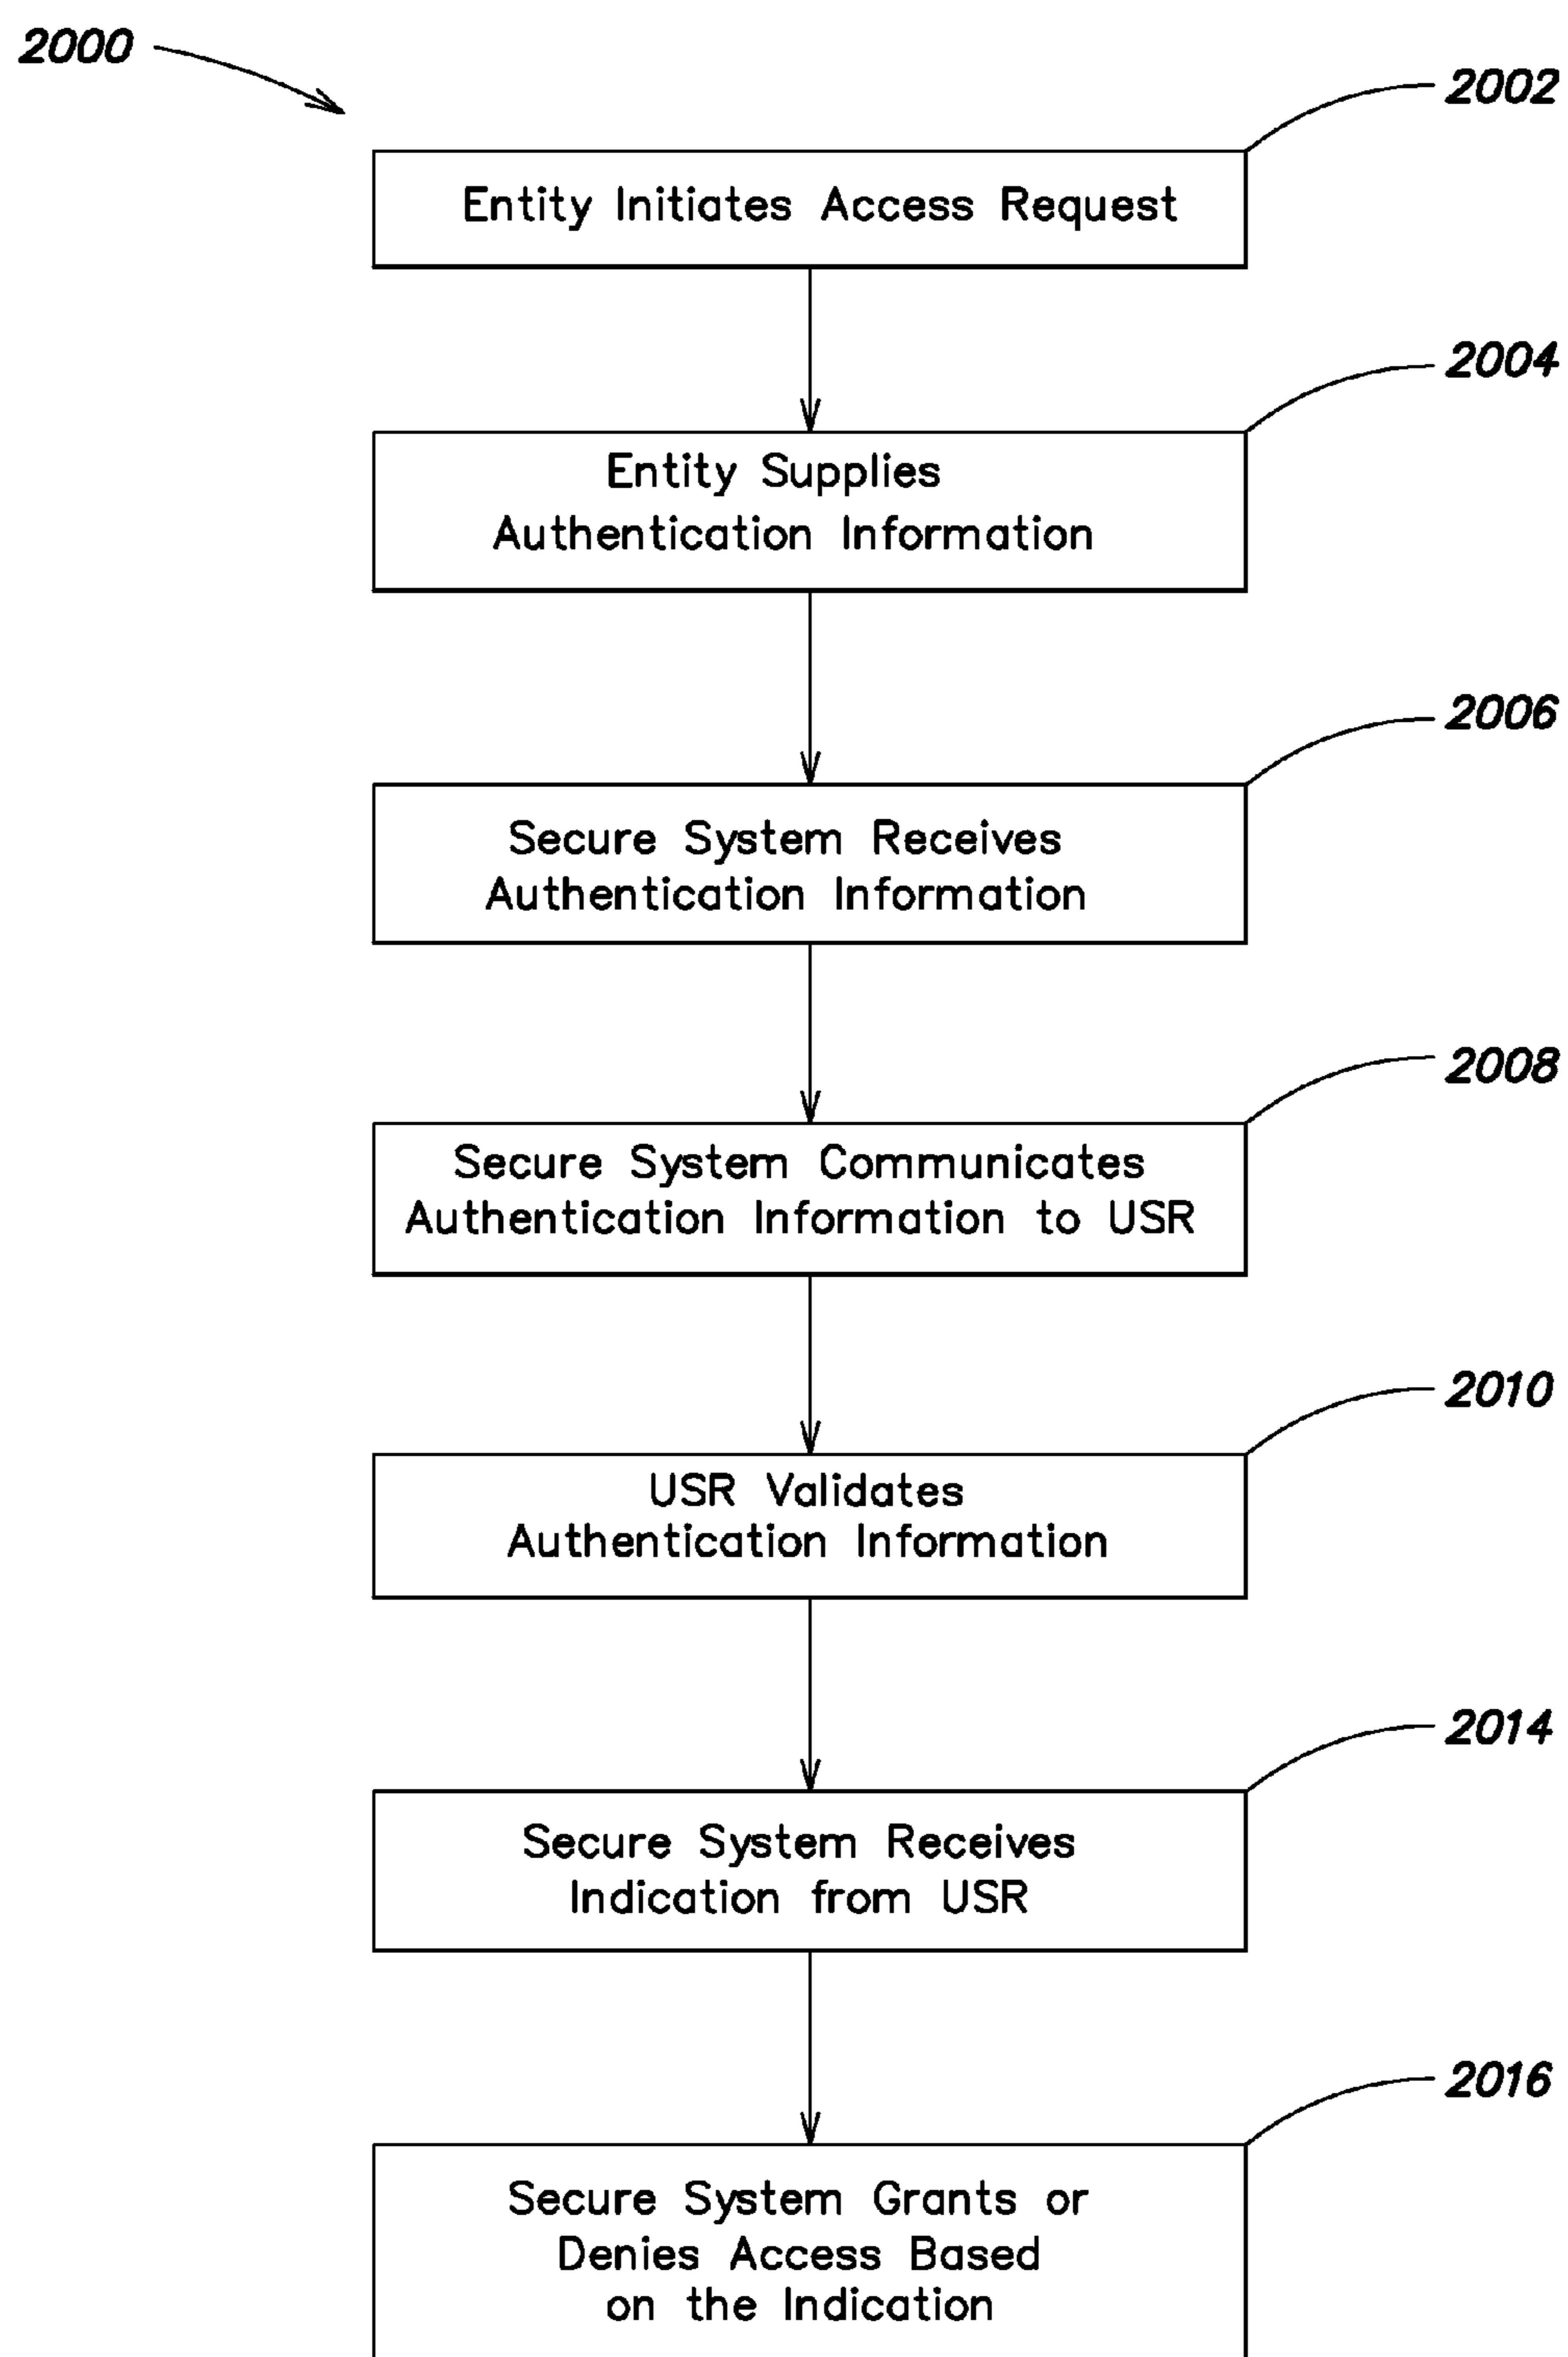 2000
2002
Entity Initiates Access Request
2004
Entity Supplies
Authentication Information
2006
Secure System Receives
Authentication Information
2008
Secure System Communicates
Authentication Information to USR
2010
USR Validates
Authentication Information
2014
Secure System Receives
Indication from USR
2016
Secure System Grants or
Denies Access Based
on the Indication